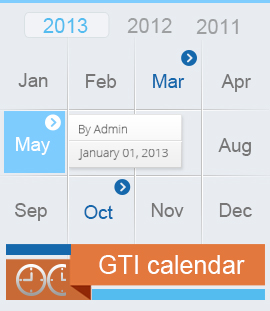 2013 2012 2011
Jan Feb Mar Apr
May By Admin Aug
January 01, 2013
Sep Oct Nov Dec
GTI calendar